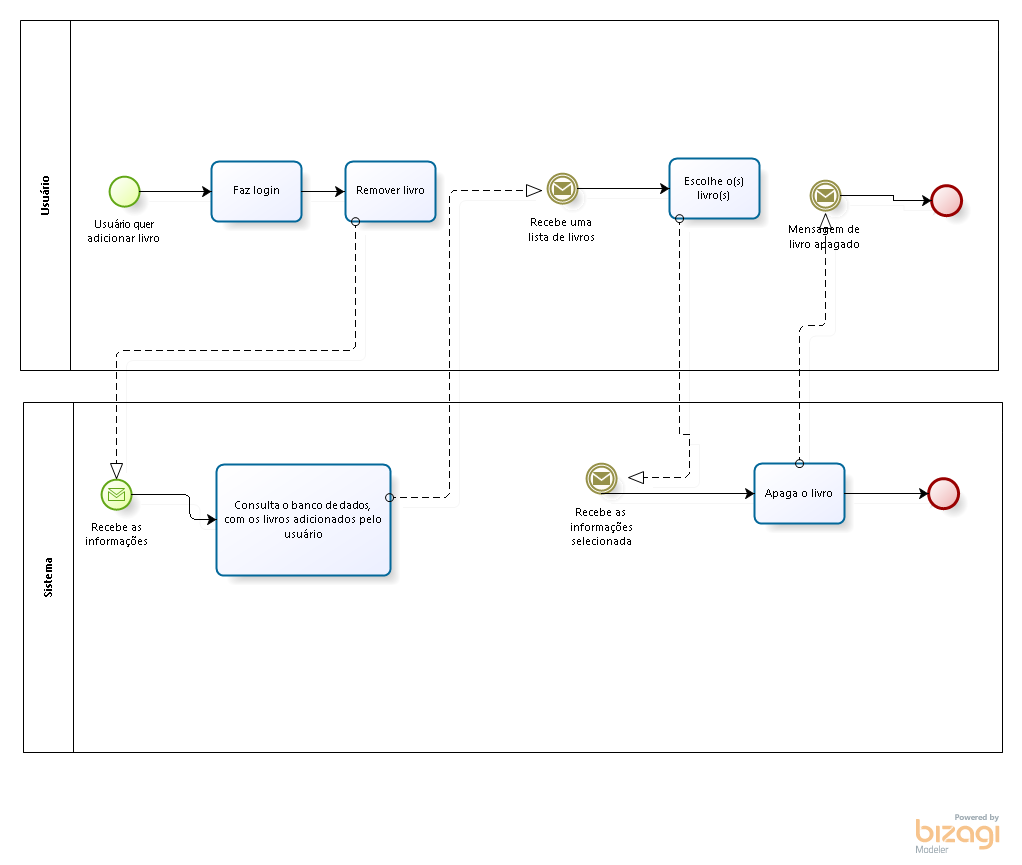 Usuário
Usuário quer
adicionar livro
Faz login
Remover livro
Recebe uma
lista de livros
Escolhe o(s)
livro(s)
Mensagem de
livro apagado
Sistema
Recebe as
informações
Consulta o banco de dados,
com os livros adicionados pelo
usuário
Recebe as
informações
selecionada
Apaga o livro
Powered by
bizagi
Modeler